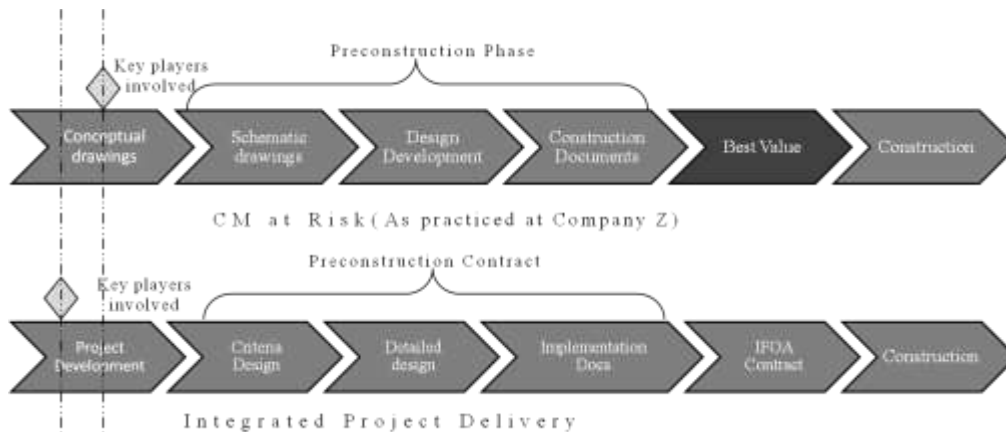 Preconstruction Phase
Key players
involved
Conceptual
drawings
Schematic
drawings
Design
Development
Construction
Documents
Best Value
Construction
CM at Risk(As practiced at Company Z)
Preconstruction Contract
Key players
involved
Project
Development
Criteria
Design
Detailed
design
Implementation
Docs
IFOA
Contract
Construction
Integrated Project Delivery